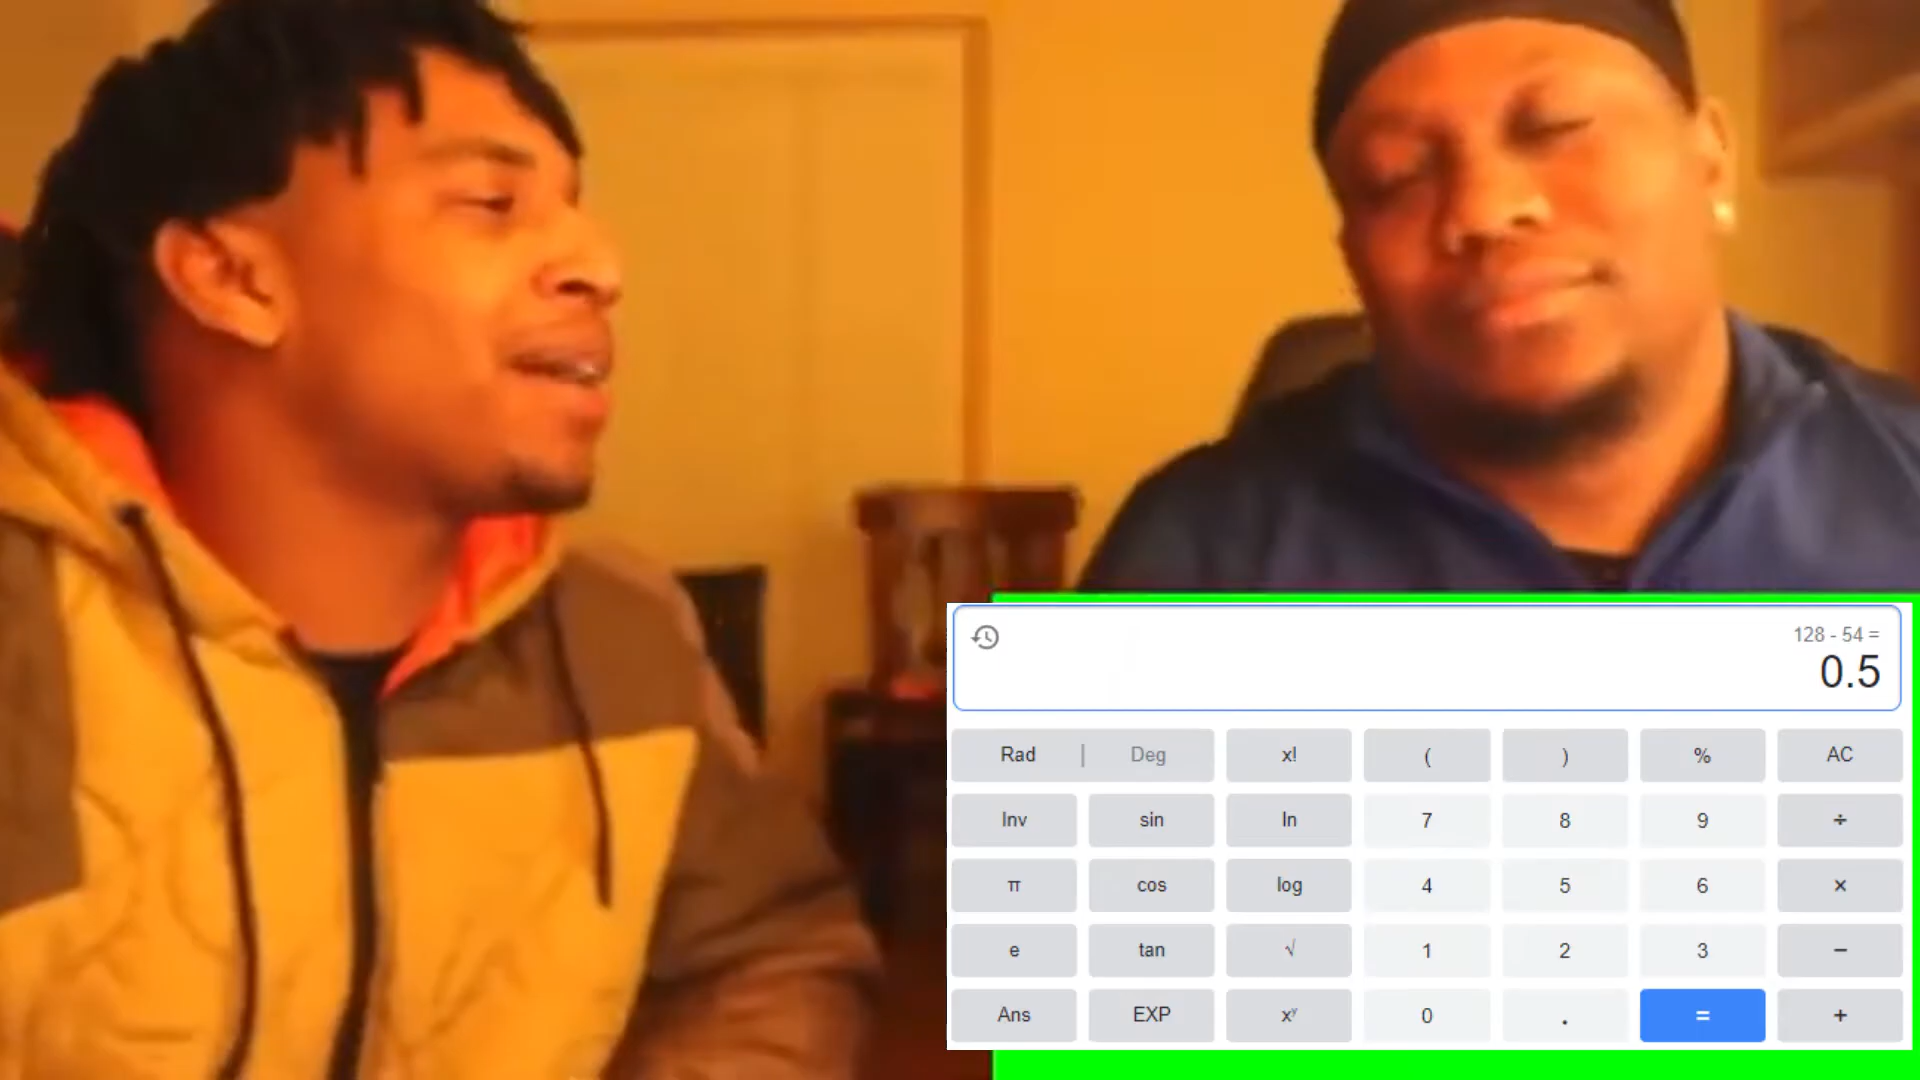 128 - 54 =
0.5
Rad | Deg x! ( ) % AC
Inv sin ln 7 8 9 ÷
π cos log 4 5 6 ×
e tan √ 1 2 3 −
Ans EXP xʸ 0 . = +